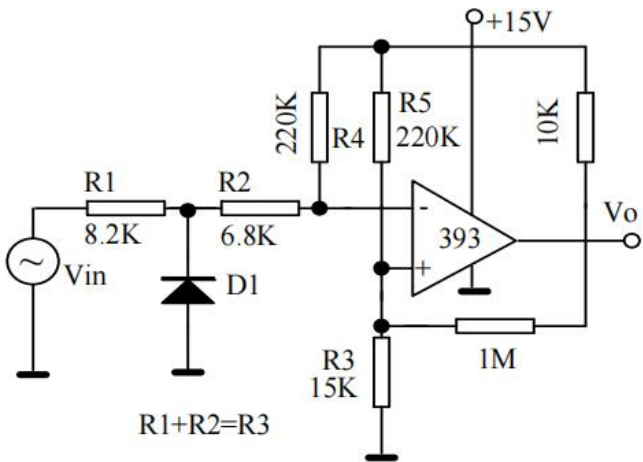 +15V
220K
R4
R5
220K
10K
R1
8.2K
R2
6.8K
-
393
+
Vo
~
Vin
D1
R3
15K
1M
R1+R2=R3